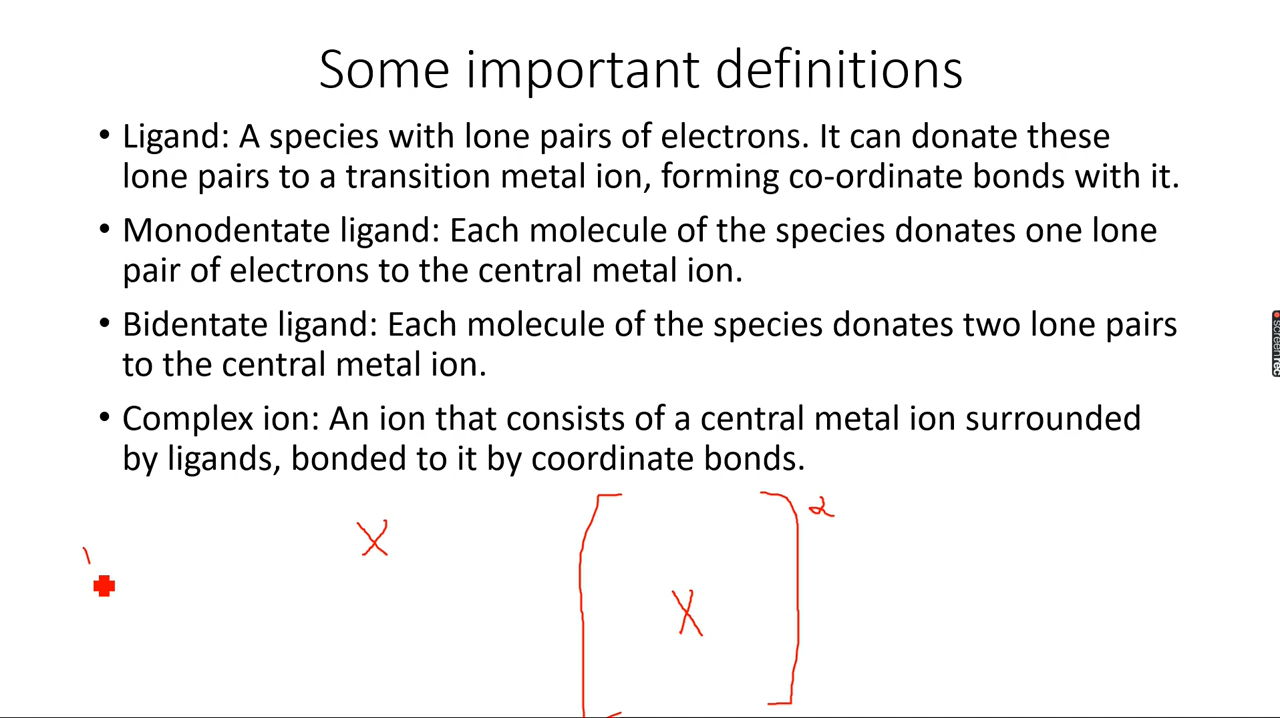 Some important definitions
• Ligand: A species with lone pairs of electrons. It can donate these
lone pairs to a transition metal ion, forming co-ordinate bonds with it.
• Monodentate ligand: Each molecule of the species donates one lone
pair of electrons to the central metal ion.
• Bidentate ligand: Each molecule of the species donates two lone pairs
to the central metal ion.
• Complex ion: An ion that consists of a central metal ion surrounded
by ligands, bonded to it by coordinate bonds.
X
[ X ] 2
screenrec